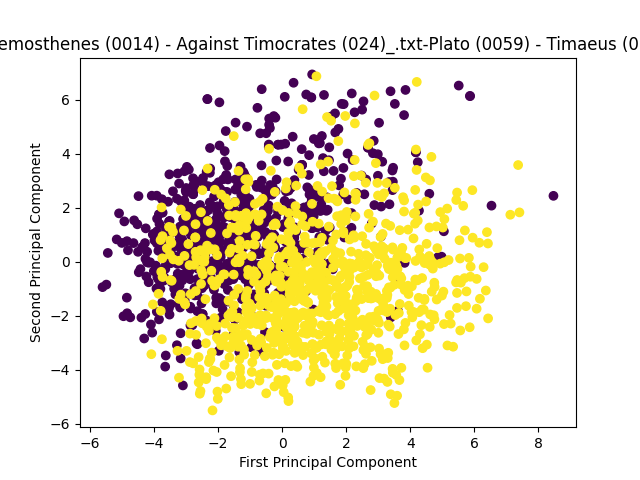 emosthenes (0014) - Against Timocrates (024)_.txt-Plato (0059) - Timaeus (0
6
4
2
0
−2
−4
−6
Second Principal Component
−6 −4 −2 0 2 4 6 8
First Principal Component